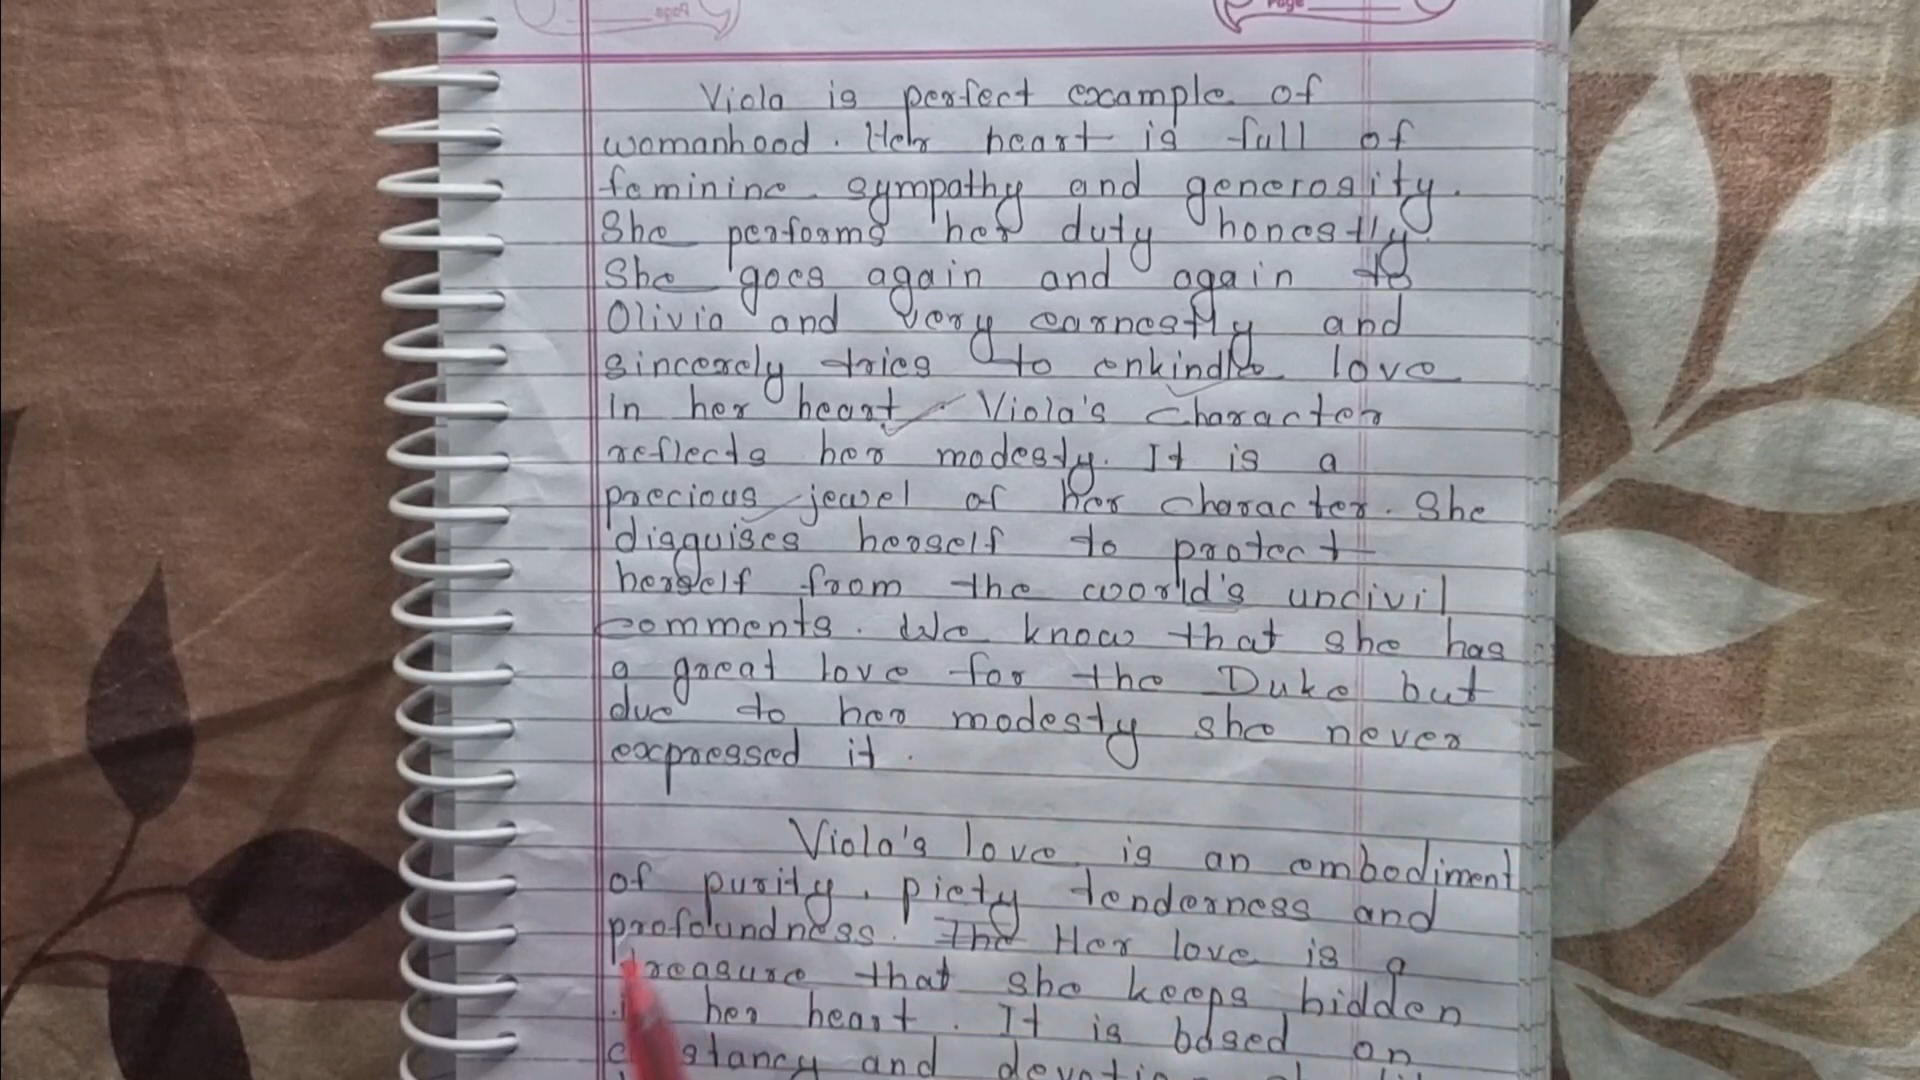 Page
Page
Viola is perfect example of
womanhood. Her heart is full of
feminine sympathy and generosity.
She performs her duty honestly.
She goes again and again to
Olivia and very earnestly and
sincerely tries to enkindle love
in her heart. Viola's character
reflects her modesty. It is a
precious jewel of her character. She
disguises herself to protect
herself from the world's uncivil
comments. We know that she has
a great love for the Duke but
due to her modesty she never
expressed it.
Viola's love is an embodiment
of purity, piety tenderness and
profoundness. The Her love is a
treasure that she keeps hidden
her heart. It is based on
and